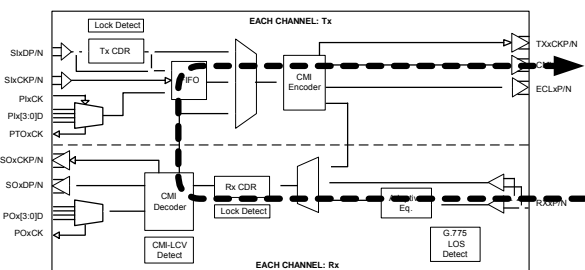 EACH CHANNEL: Tx
Lock Detect
Tx CDR
SIxDP/N
SIxCKP/N
PIxCK
PIx[3:0]D
PTOxCK
FIFO
CMI
Encoder
TXxCKP/N
ECLxP/N
SOxCKP/N
SOxDP/N
POx[3:0]D
POxCK
CMI
Decoder
Rx CDR
Lock Detect
Eq.
RXxP/N
CMI-LCV
Detect
G.775
LOS
Detect
EACH CHANNEL: Rx